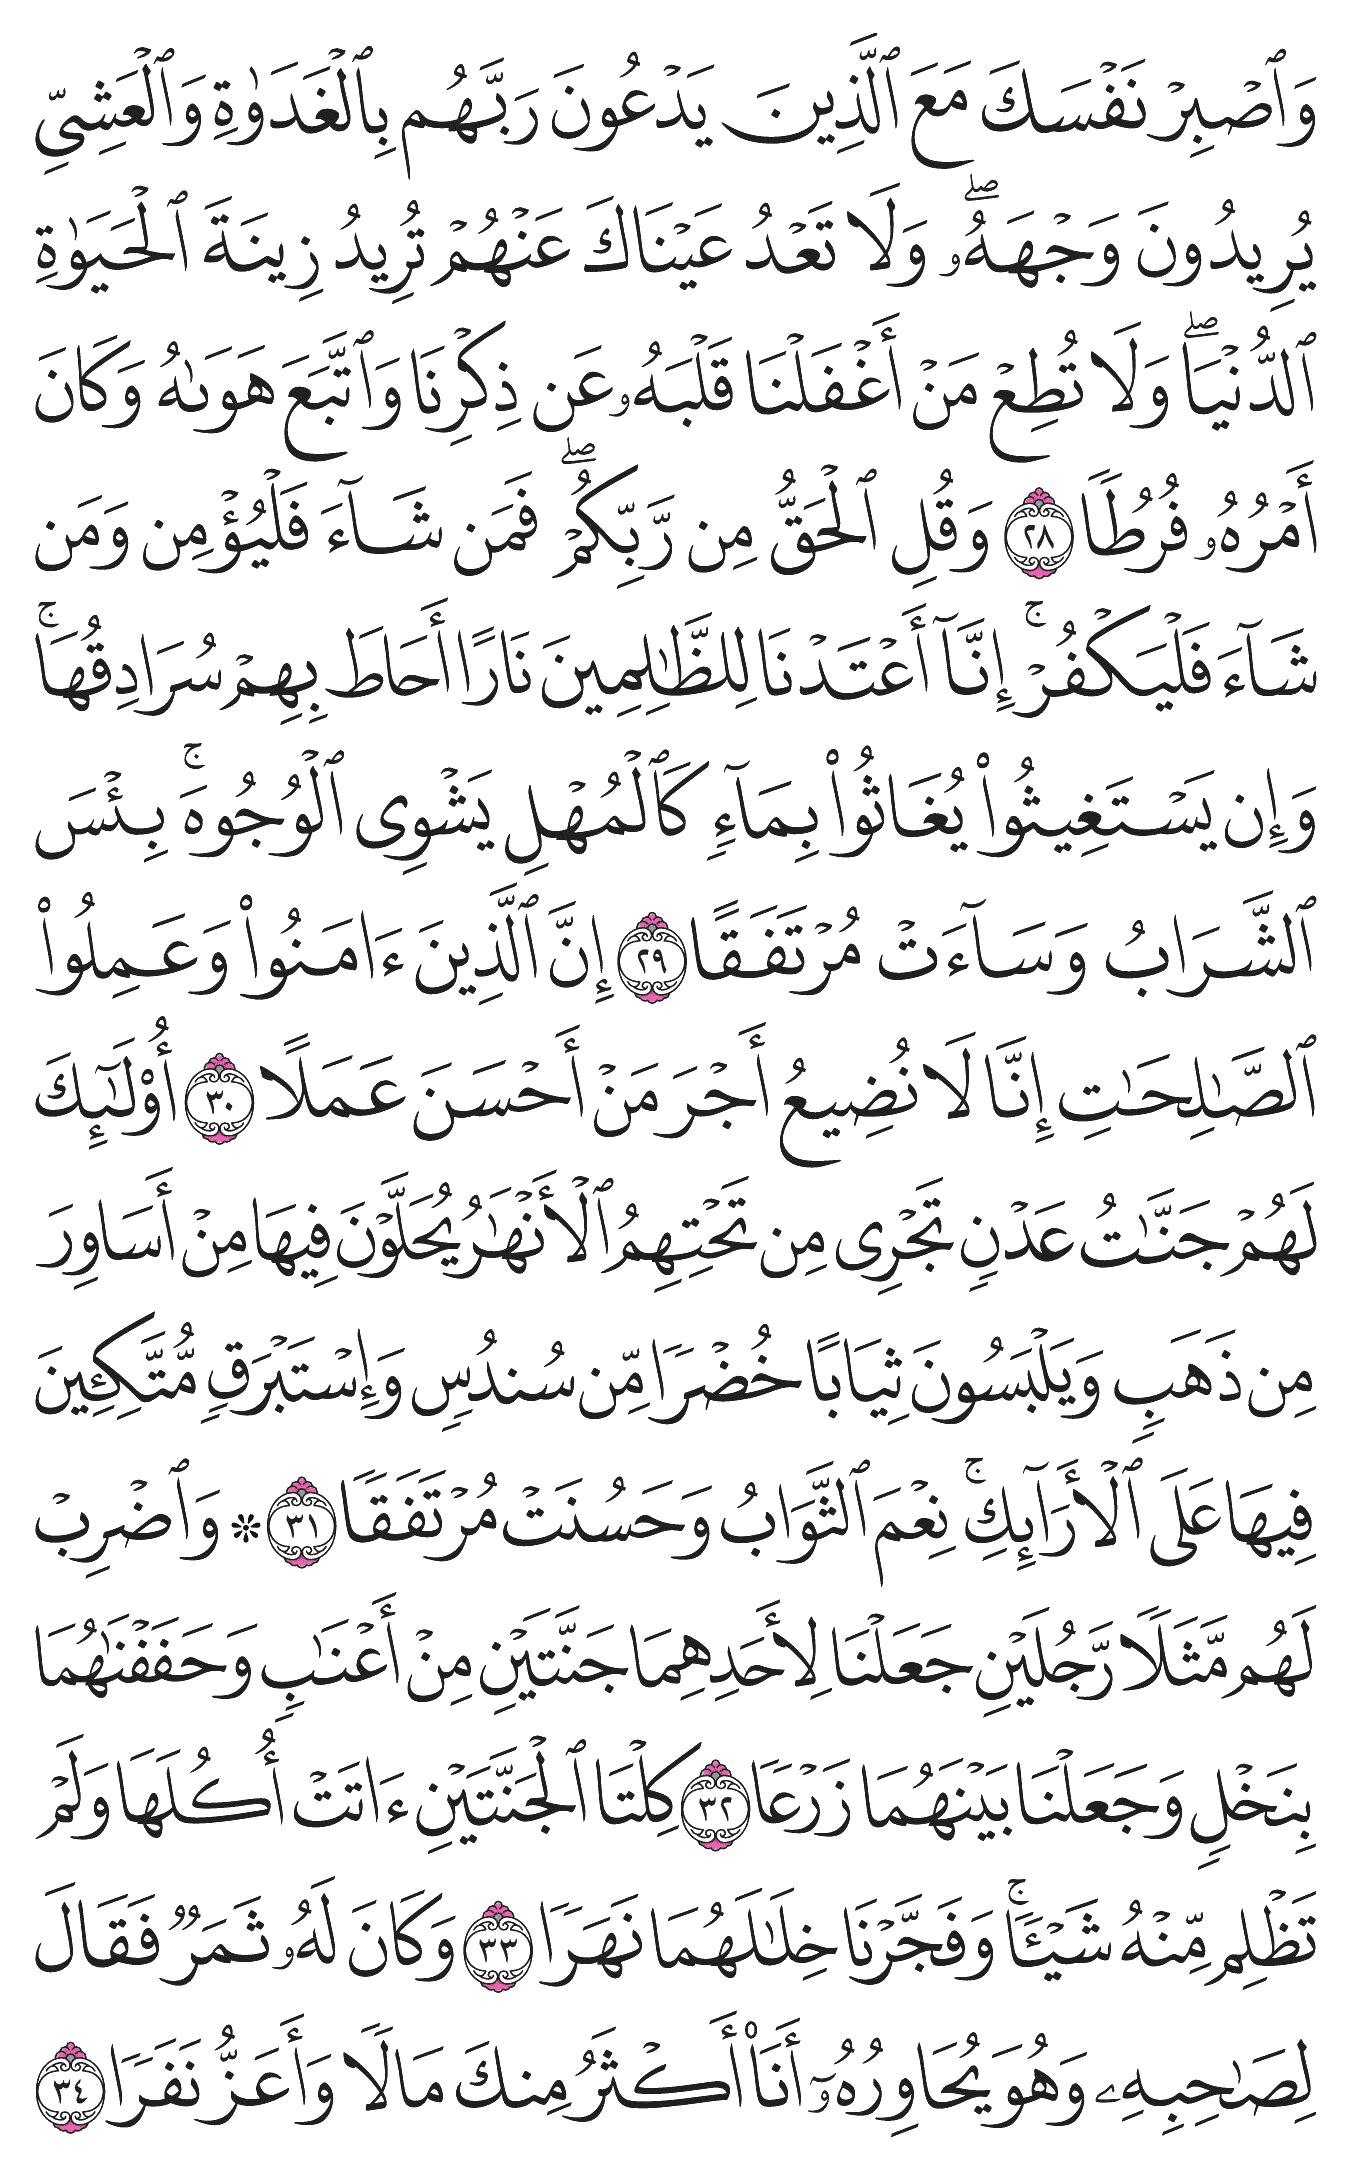 وَٱصۡبِرۡ نَفۡسَكَ مَعَ ٱلَّذِينَ يَدۡعُونَ رَبَّهُم بِٱلۡغَدَوٰةِ وَٱلۡعَشِيِّ
يُرِيدُونَ وَجۡهَهُۥۖ وَلَا تَعۡدُ عَيۡنَاكَ عَنۡهُمۡ تُرِيدُ زِينَةَ ٱلۡحَيَوٰةِ
ٱلدُّنۡيَاۖ وَلَا تُطِعۡ مَنۡ أَغۡفَلۡنَا قَلۡبَهُۥ عَن ذِكۡرِنَا وَٱتَّبَعَ هَوَىٰهُ وَكَانَ
أَمۡرُهُۥ فُرُطٗا ٢٨ وَقُلِ ٱلۡحَقُّ مِن رَّبِّكُمۡۖ فَمَن شَآءَ فَلۡيُؤۡمِن وَمَن
شَآءَ فَلۡيَكۡفُرۡۚ إِنَّآ أَعۡتَدۡنَا لِلظَّٰلِمِينَ نَارًا أَحَاطَ بِهِمۡ سُرَادِقُهَاۚ
وَإِن يَسۡتَغِيثُواْ يُغَاثُواْ بِمَآءٖ كَٱلۡمُهۡلِ يَشۡوِي ٱلۡوُجُوهَۚ بِئۡسَ
ٱلشَّرَابُ وَسَآءَتۡ مُرۡتَفَقًا ٢٩ إِنَّ ٱلَّذِينَ ءَامَنُواْ وَعَمِلُواْ
ٱلصَّٰلِحَٰتِ إِنَّا لَا نُضِيعُ أَجۡرَ مَنۡ أَحۡسَنَ عَمَلًا ٣٠ أُوْلَٰٓئِكَ
لَهُمۡ جَنَّٰتُ عَدۡنٖ تَجۡرِي مِن تَحۡتِهِمُ ٱلۡأَنۡهَٰرُ يُحَلَّوۡنَ فِيهَا مِنۡ أَسَاوِرَ
مِن ذَهَبٖ وَيَلۡبَسُونَ ثِيَابًا خُضۡرٗا مِّن سُندُسٖ وَإِسۡتَبۡرَقٖ مُّتَّكِـِٔينَ
فِيهَا عَلَى ٱلۡأَرَآئِكِۚ نِعۡمَ ٱلثَّوَابُ وَحَسُنَتۡ مُرۡتَفَقٗا ٣١ ۞ وَٱضۡرِبۡ
لَهُم مَّثَلٗا رَّجُلَيۡنِ جَعَلۡنَا لِأَحَدِهِمَا جَنَّتَيۡنِ مِنۡ أَعۡنَٰبٖ وَحَفَفۡنَٰهُمَا
بِنَخۡلٖ وَجَعَلۡنَا بَيۡنَهُمَا زَرۡعٗا ٣٢ كِلۡتَا ٱلۡجَنَّتَيۡنِ ءَاتَتۡ أُكُلَهَا وَلَمۡ
تَظۡلِم مِّنۡهُ شَيۡـٔٗاۚ وَفَجَّرۡنَا خِلَٰلَهُمَا نَهَرٗا ٣٣ وَكَانَ لَهُۥ ثَمَرٞ فَقَالَ
لِصَٰحِبِهِۦ وَهُوَ يُحَاوِرُهُۥٓ أَنَا۠ أَكۡثَرُ مِنكَ مَالٗا وَأَعَزُّ نَفَرٗا ٣٤